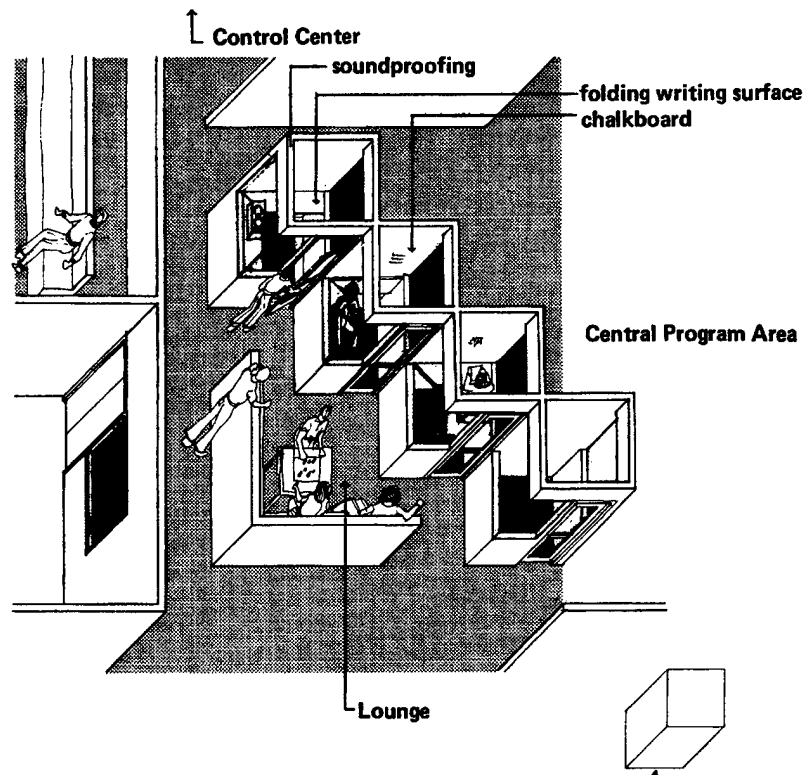 Control Center
soundproofing
folding writing surface
chalkboard
Central Program Area
Lounge